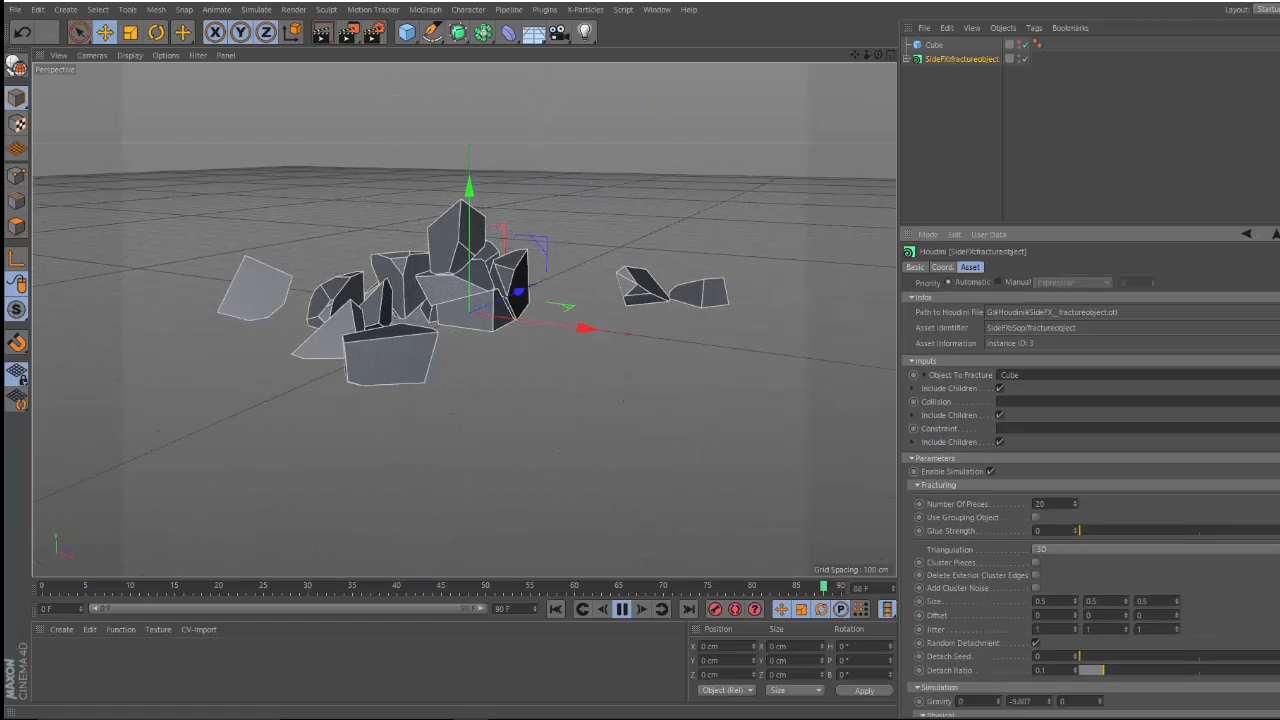 File Edit Create Select Tools Mesh Snap Animate Simulate Render Sculpt Motion Tracker MoGraph Character Pipeline Plugins X-Particles Script Window Help Layout: Startu
X Y Z
File Edit View Objects Tags Bookmarks
View Cameras Display Options Filter Panel
Cube
SideFX::fractureobject
Perspective
Mode Edit User Data
Houdini [SideFX::fractureobject]
Basic Coord. Asset
Priority Automatic Manual Expression 0
Infos
Path to Houdini File G:¥Houdini¥SideFX__fractureobject.otl
Asset Identifier SideFX::Sop/fractureobject
Asset Information Instance ID: 3
Inputs
Object To Fracture Cube
Include Children
Collision
Include Children
Constraint
Include Children
Parameters
Enable Simulation
Fracturing
Number Of Pieces 20
Use Grouping Object
Glue Strength 0
Triangulation 3D
Cluster Pieces
Delete Exterior Cluster Edges
Add Cluster Noise
Size 0.5 0.5 0.5
Offset 0 0 0
Jitter 1 1 1
Random Detachment
Detach Seed 0
Detach Ratio 0.1
Simulation
Gravity 0 -9.807 0
Physical
Y
Grid Spacing : 100 cm
0 5 10 15 20 25 30 35 40 45 50 55 60 65 70 75 80 85 90 88 F
0 F 0 F 90 F 90 F
Create Edit Function Texture CV-Import
Position Size Rotation
X 0 cm X 0 cm H 0 °
Y 0 cm Y 0 cm P 0 °
Z 0 cm Z 0 cm B 0 °
Object (Rel) Size Apply
MAXON
CINEMA 4D